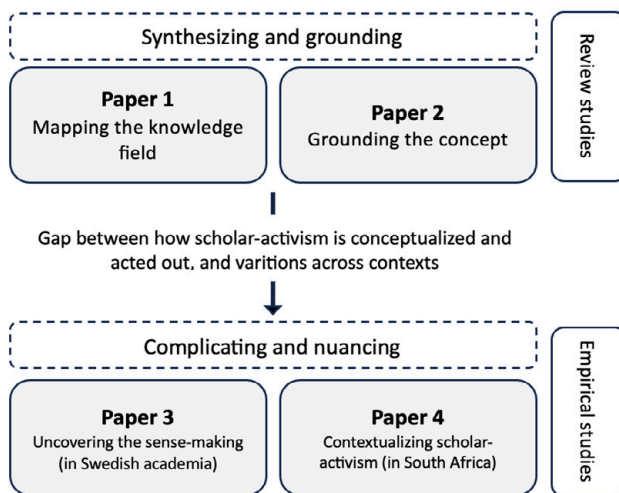 Synthesizing and grounding
Review studies
Paper 1
Mapping the knowledge
field
Paper 2
Grounding the concept
Gap between how scholar-activism is conceptualized and
acted out, and varitions across contexts
Complicating and nuancing
Empirical studies
Paper 3
Uncovering the sense-making
(in Swedish academia)
Paper 4
Contextualizing scholar-
activism (in South Africa)